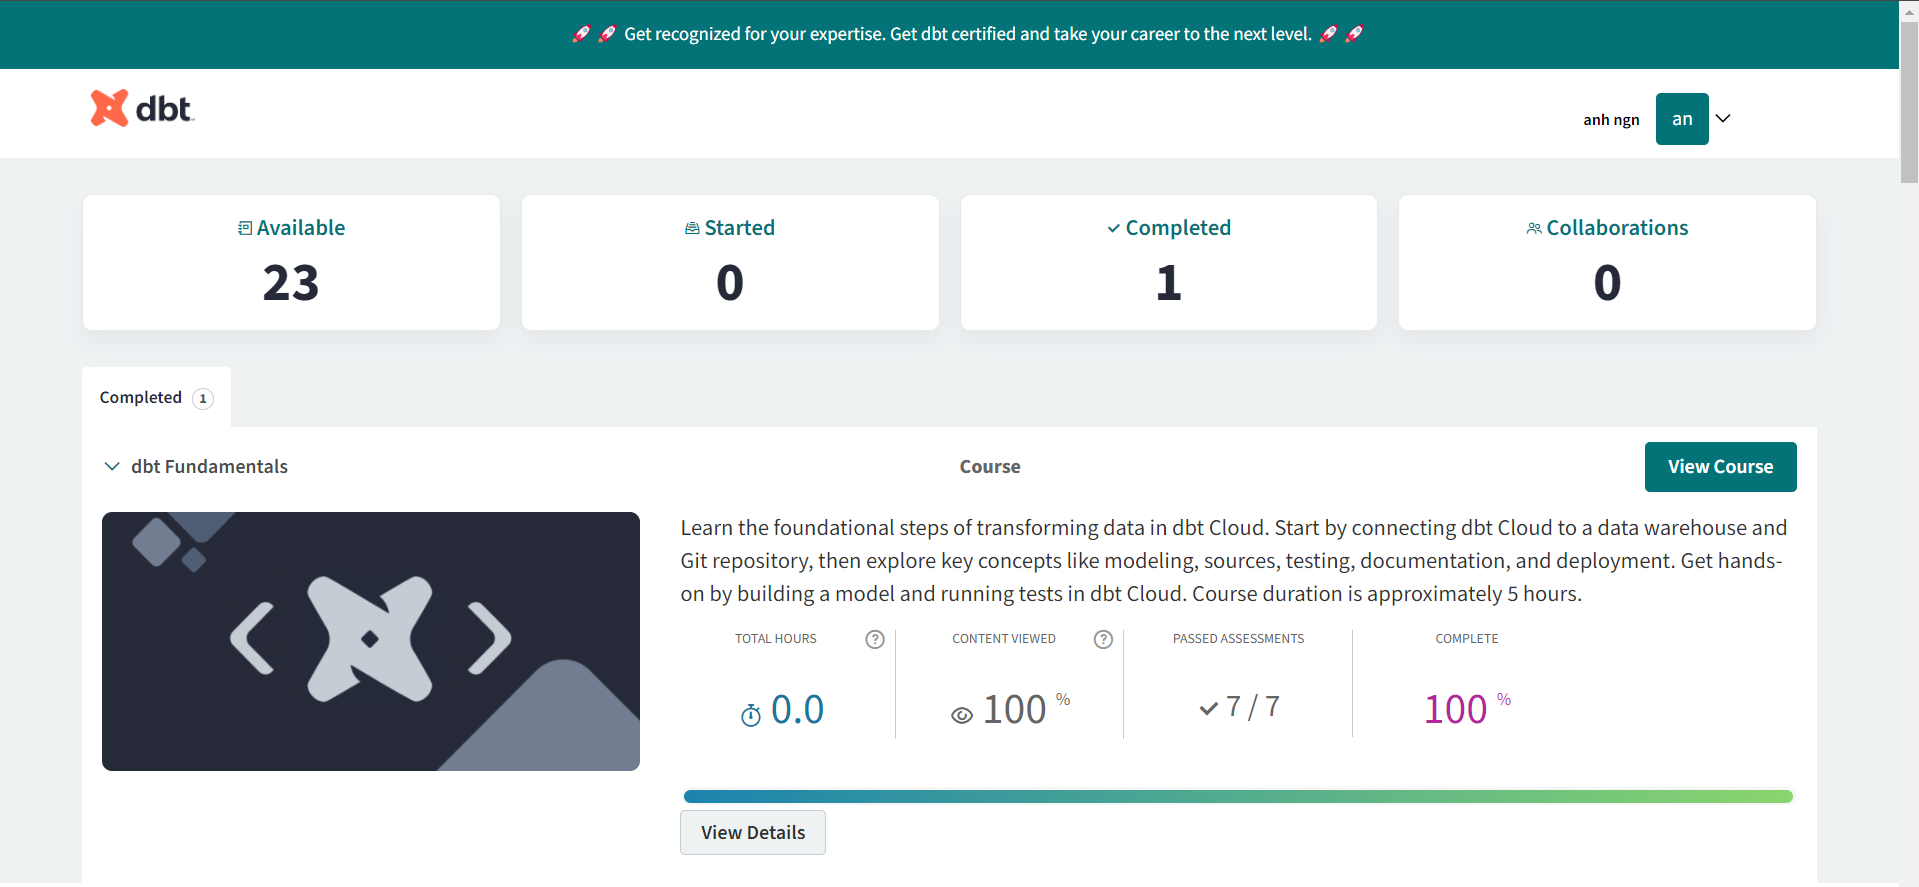 🚀 🚀 Get recognized for your expertise. Get dbt certified and take your career to the next level. 🚀 🚀
dbt
anh ngn
an
Available
23
Started
0
Completed
1
Collaborations
0
Completed 1
dbt Fundamentals
Course
View Course
Learn the foundational steps of transforming data in dbt Cloud. Start by connecting dbt Cloud to a data warehouse and
Git repository, then explore key concepts like modeling, sources, testing, documentation, and deployment. Get hands-
on by building a model and running tests in dbt Cloud. Course duration is approximately 5 hours.
TOTAL HOURS ?
0.0
CONTENT VIEWED ?
100 %
PASSED ASSESSMENTS
7 / 7
COMPLETE
100 %
View Details